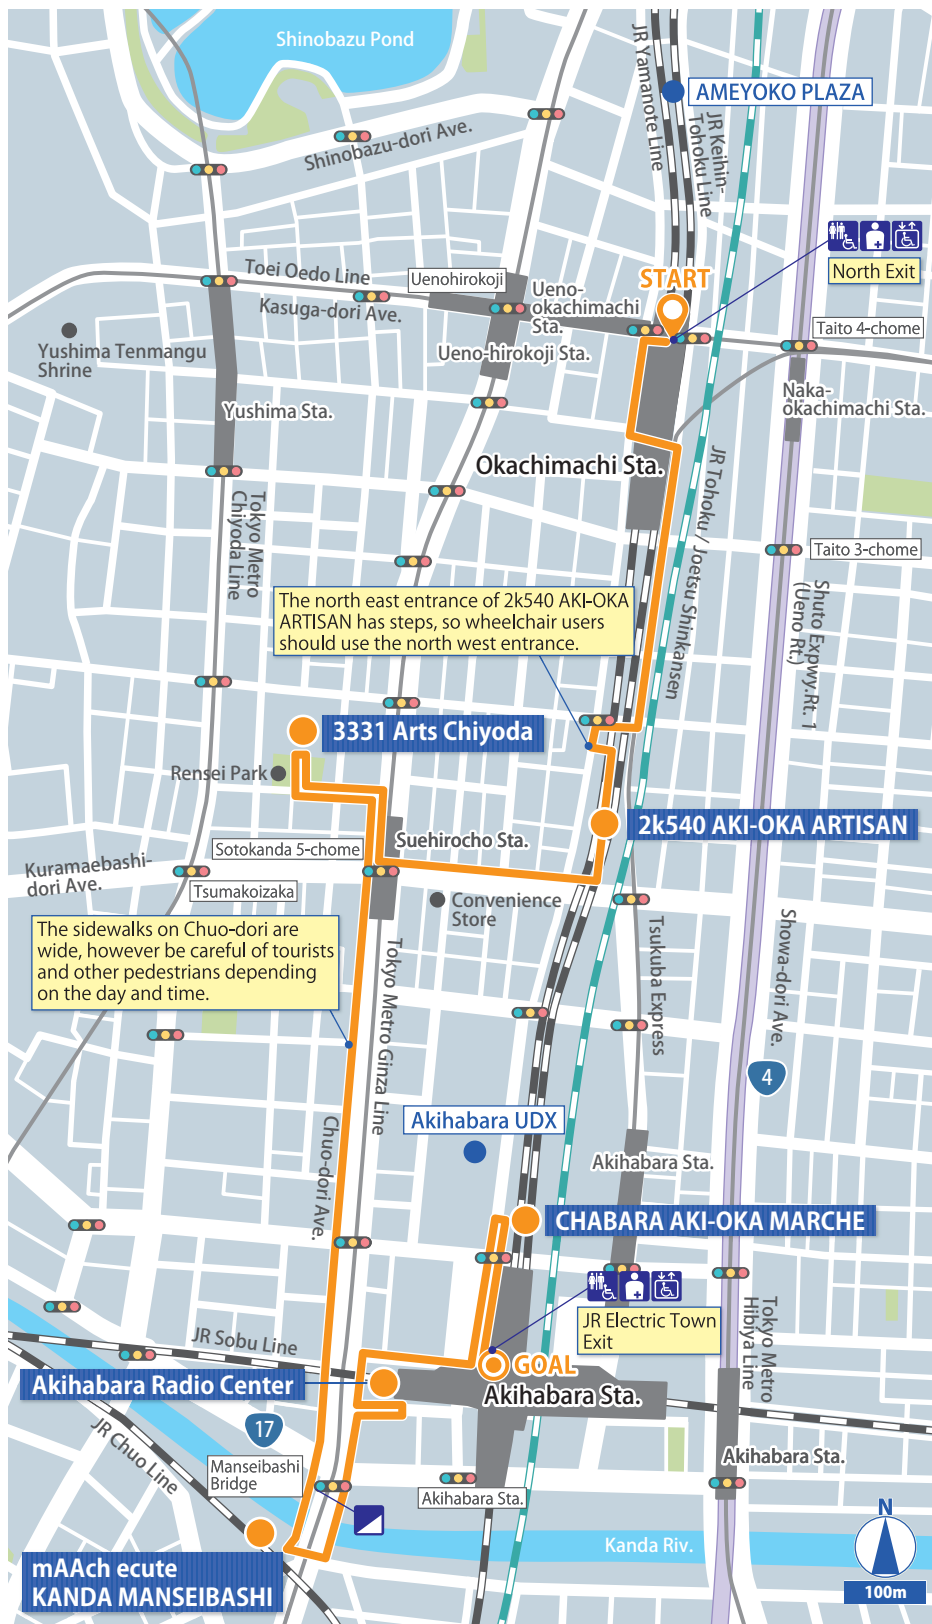 Shinobazu Pond
JR Yamanote Line
AMEYOKO PLAZA
JR Keihin-
Tohoku Line
Shinobazu-dori Ave.
North Exit
Toei Oedo Line
Kasuga-dori Ave.
Uenohirokoji
Ueno-
okachimachi
Sta.
START
Taito 4-chome
Yushima Tenmangu
Shrine
Ueno-hirokoji Sta.
Naka-
okachimachi Sta.
Yushima Sta.
Okachimachi Sta.
JR Tohoku / Joetsu Shinkansen
Tokyo Metro
Chiyoda Line
Taito 3-chome
Shuto Expwy.Rt. 1
(Ueno Rt.)
The north east entrance of 2k540 AKI-OKA
ARTISAN has steps, so wheelchair users
should use the north west entrance.
3331 Arts Chiyoda
Rensei Park
2k540 AKI-OKA ARTISAN
Suehirocho Sta.
Sotokanda 5-chome
Kuramaebashi-
dori Ave.
Tsumakoizaka
Convenience
Store
The sidewalks on Chuo-dori are
wide, however be careful of tourists
and other pedestrians depending
on the day and time.
Tokyo Metro Ginza Line
Tsukuba Express
Showa-dori Ave.
4
Chuo-dori Ave.
Akihabara UDX
Akihabara Sta.
CHABARA AKI-OKA MARCHE
JR Electric Town
Exit
Tokyo Metro
Hibiya Line
JR Sobu Line
GOAL
Akihabara Radio Center
Akihabara Sta.
17
JR Chuo Line
Manseibashi
Bridge
Akihabara Sta.
Akihabara Sta.
N
Kanda Riv.
mAAch ecute
KANDA MANSEIBASHI
100m